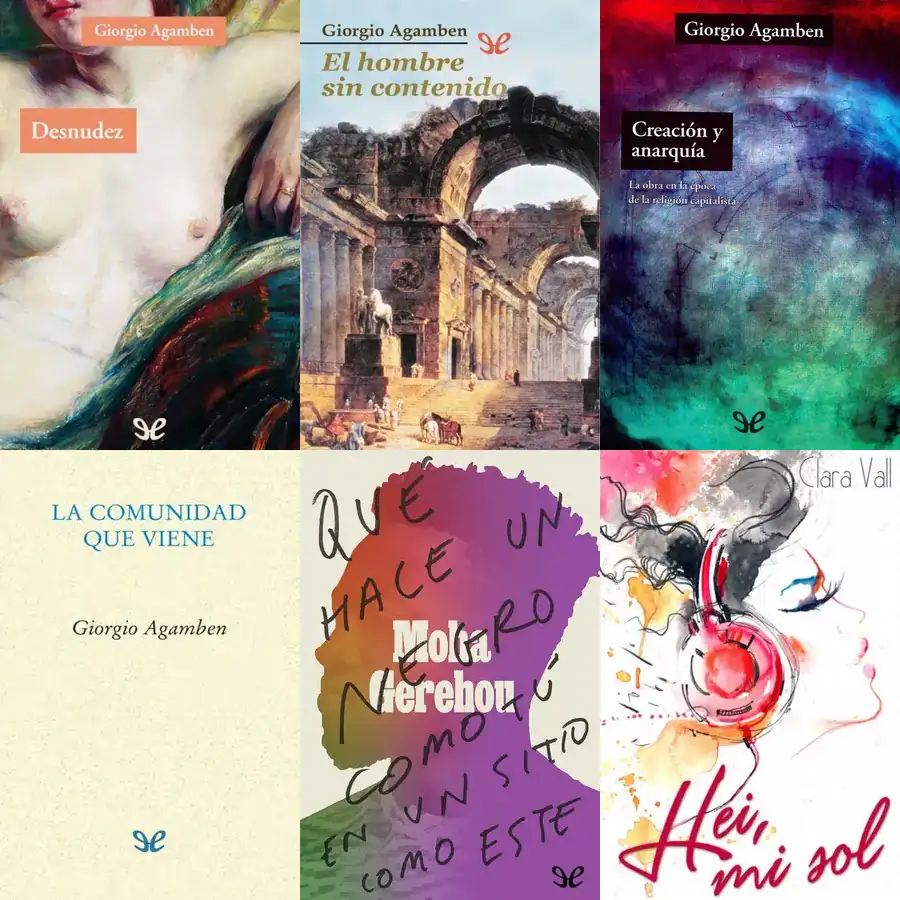 Giorgio Agamben
Desnudez
Giorgio Agamben
El hombre
sin contenido
Giorgio Agamben
Creación y
anarquía
La obra en la época
de la religión capitalista
LA COMUNIDAD
QUE VIENE
Giorgio Agamben
QUÉ
HACE UN
NEGRO
COMO TÚ
EN UN SITIO
COMO ESTE
Moha
Gerehou
Clara Vall
Hei,
mi sol